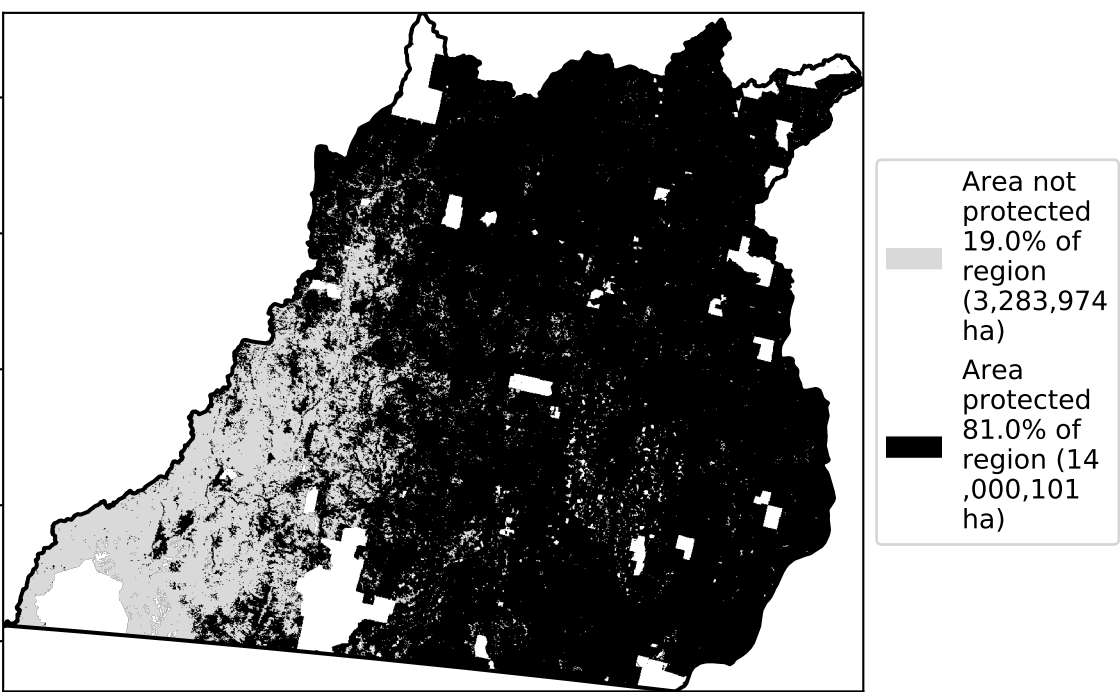 Area not
protected
19.0% of
region
(3,283,974
ha)
Area
protected
81.0% of
region (14
,000,101
ha)